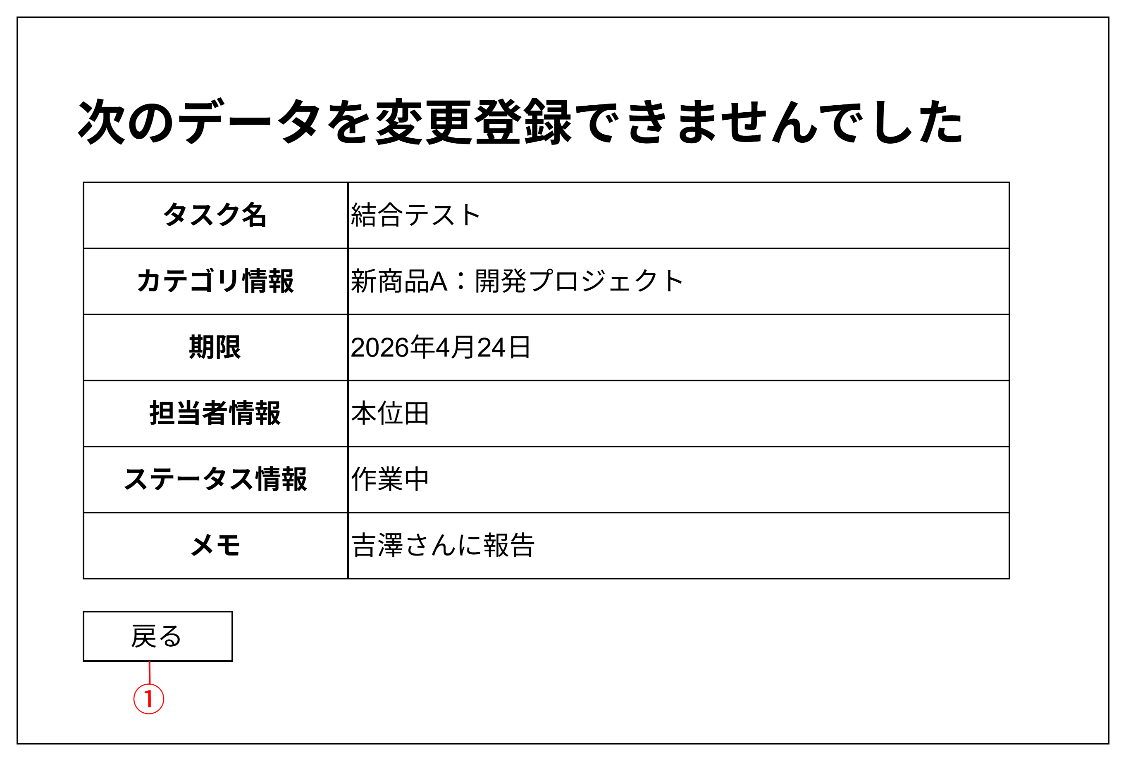 次のデータを変更登録できませんでした
タスク名 結合テスト
カテゴリ情報 新商品A：開発プロジェクト
期限 2026年4月24日
担当者情報 本位田
ステータス情報 作業中
メモ 吉澤さんに報告
戻る
①